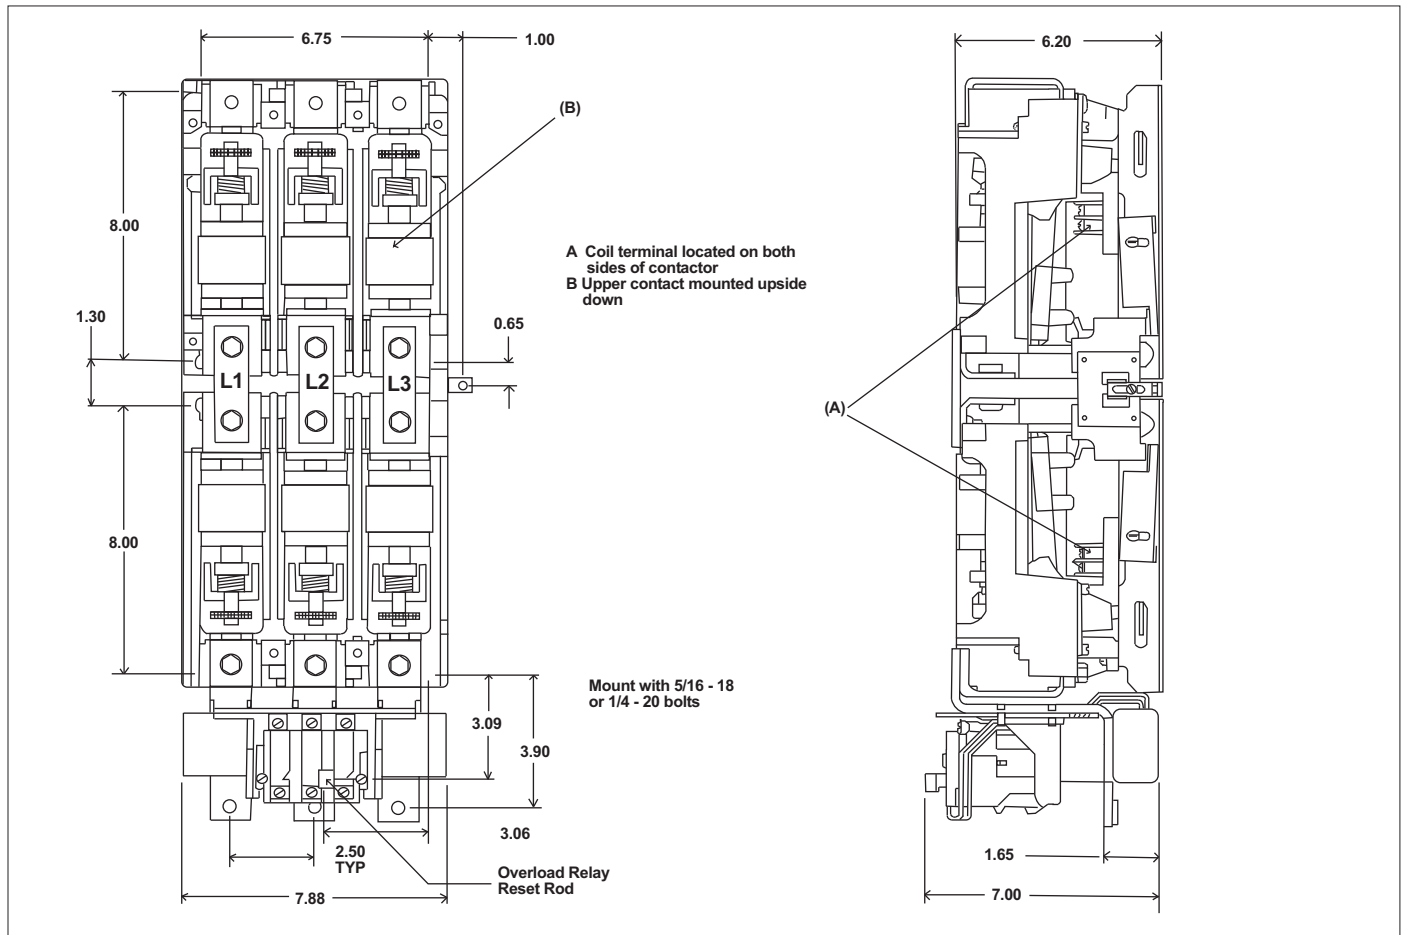 6.75
1.00
6.20
(B)
8.00
A Coil terminal located on both
sides of contactor
B Upper contact mounted upside
down
1.30
0.65
L1
L2
L3
(A)
8.00
Mount with 5/16 - 18
or 1/4 - 20 bolts
3.09
3.90
3.06
2.50
TYP
1.65
Overload Relay
Reset Rod
7.88
7.00